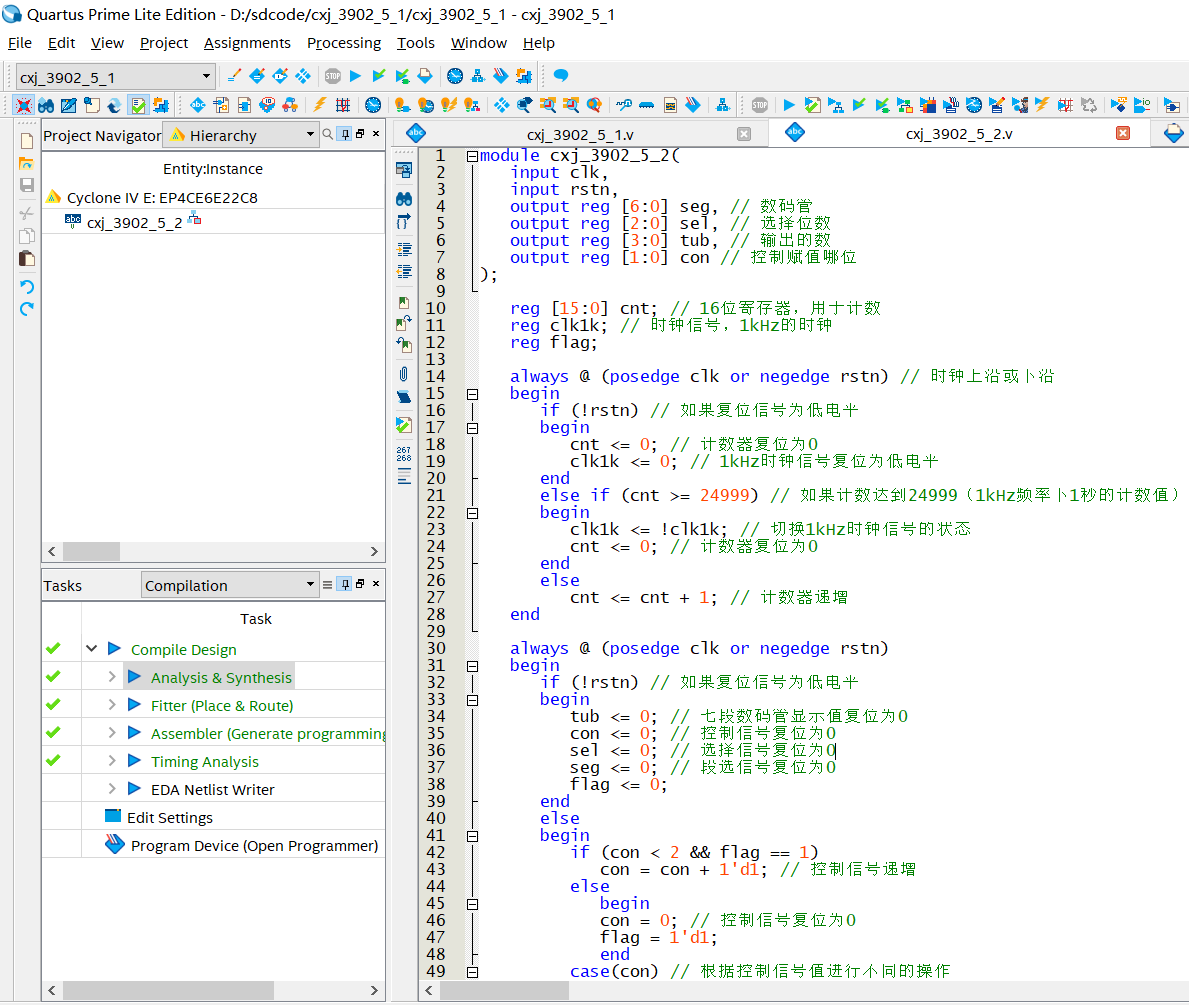 Quartus Prime Lite Edition - D:/sdcode/cxj_3902_5_1/cxj_3902_5_1 - cxj_3902_5_1
File Edit View Project Assignments Processing Tools Window Help
cxj_3902_5_1
Project Navigator Hierarchy
cxj_3902_5_1.v
cxj_3902_5_2.v
Entity:Instance
Cyclone IV E: EP4CE6E22C8
cxj_3902_5_2
Tasks Compilation
Task
Compile Design
Analysis & Synthesis
Fitter (Place & Route)
Assembler (Generate programming
Timing Analysis
EDA Netlist Writer
Edit Settings
Program Device (Open Programmer)
1 module cxj_3902_5_2(
2 input clk,
3 input rstn,
4 output reg [6:0] seg, // 数码管
5 output reg [2:0] sel, // 选择位数
6 output reg [3:0] tub, // 输出的数
7 output reg [1:0] con // 控制赋值哪位
8 );
9
10 reg [15:0] cnt; // 16位寄存器，用于计数
11 reg clk1k; // 时钟信号，1kHz的时钟
12 reg flag;
13
14 always @ (posedge clk or negedge rstn) // 时钟上沿或下沿
15 begin
16 if (!rstn) // 如果复位信号为低电平
17 begin
18 cnt <= 0; // 计数器复位为0
19 clk1k <= 0; // 1kHz时钟信号复位为低电平
20 end
21 else if (cnt >= 24999) // 如果计数达到24999（1kHz频率下1秒的计数值）
22 begin
23 clk1k <= !clk1k; // 切换1kHz时钟信号的状态
24 cnt <= 0; // 计数器复位为0
25 end
26 else
27 cnt <= cnt + 1; // 计数器递增
28 end
29
30 always @ (posedge clk or negedge rstn)
31 begin
32 if (!rstn) // 如果复位信号为低电平
33 begin
34 tub <= 0; // 七段数码管显示值复位为0
35 con <= 0; // 控制信号复位为0
36 sel <= 0; // 选择信号复位为0
37 seg <= 0; // 段选信号复位为0
38 flag <= 0;
39 end
40 else
41 begin
42 if (con < 2 && flag == 1)
43 con = con + 1'd1; // 控制信号递增
44 else
45 begin
46 con = 0; // 控制信号复位为0
47 flag = 1'd1;
48 end
49 case(con) // 根据控制信号值进行不同的操作